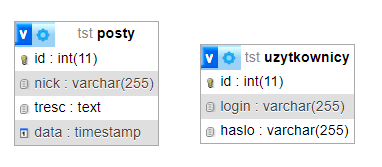 v tst posty
id : int(11)
nick : varchar(255)
tresc : text
data : timestamp
v tst uzytkownicy
id : int(11)
login : varchar(255)
haslo : varchar(255)